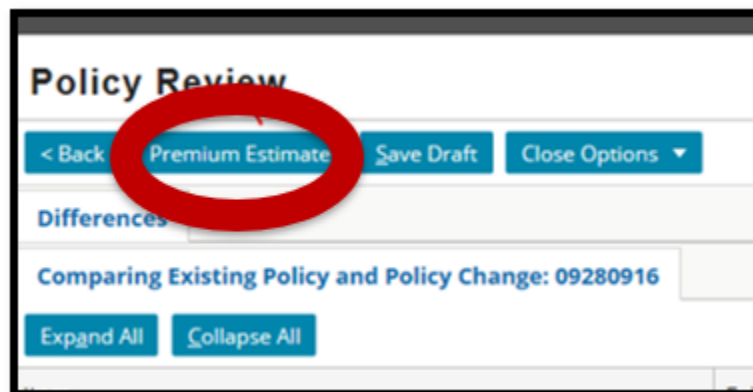 Policy Review
< Back Premium Estimate Save Draft Close Options
Differences
Comparing Existing Policy and Policy Change: 09280916
Expand All Collapse All